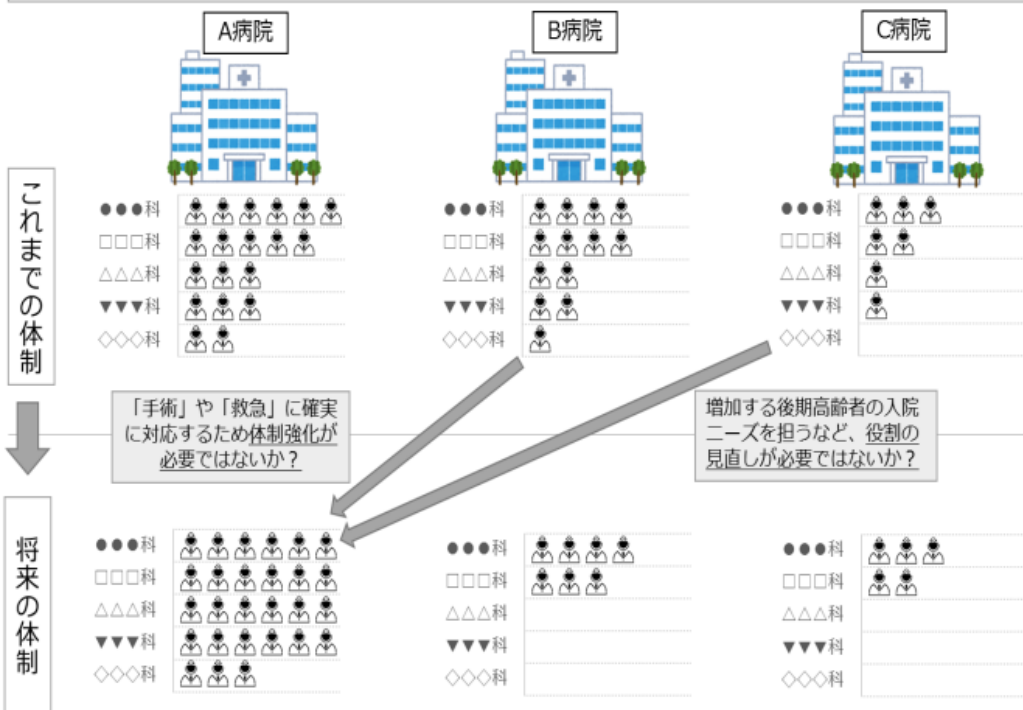 A病院
B病院
C病院
これまでの体制
●●●科
□□□科
△△△科
▼▼▼科
◇◇◇科
●●●科
□□□科
△△△科
▼▼▼科
◇◇◇科
●●●科
□□□科
△△△科
▼▼▼科
◇◇◇科
「手術」や「救急」に確実
に対応するため体制強化が
必要ではないか？
増加する後期高齢者の入院
ニーズを担うなど、役割の
見直しが必要ではないか？
将来の体制
●●●科
□□□科
△△△科
▼▼▼科
◇◇◇科
●●●科
□□□科
△△△科
▼▼▼科
◇◇◇科
●●●科
□□□科
△△△科
▼▼▼科
◇◇◇科